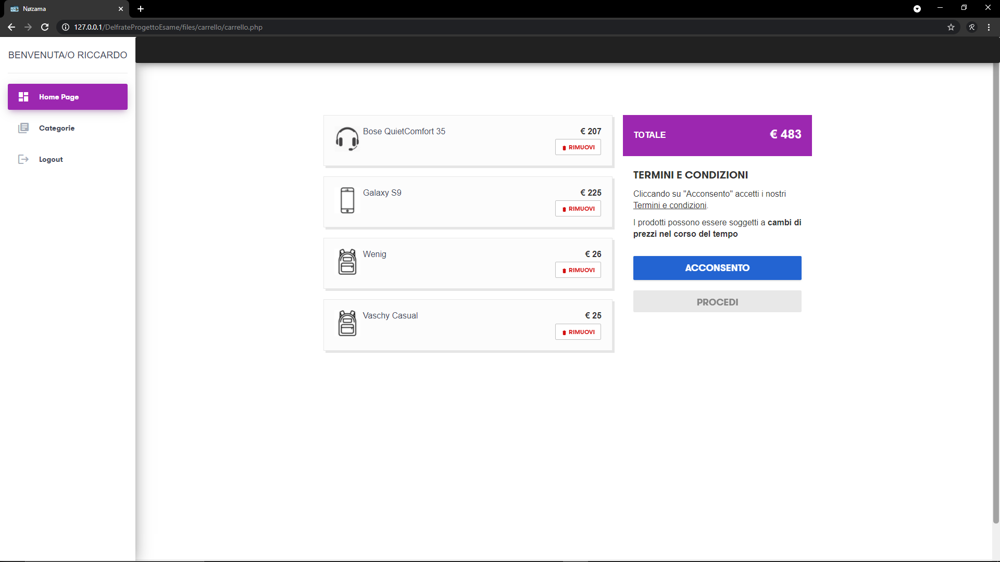 Nøzama
127.0.0.1/DelfrateProgettoEsame/files/carrello/carrello.php
BENVENUTA/O RICCARDO
Home Page
Categorie
Logout
Bose QuietComfort 35
€ 207
RIMUOVI
Galaxy S9
€ 225
RIMUOVI
Wenig
€ 26
RIMUOVI
Vaschy Casual
€ 25
RIMUOVI
TOTALE
€ 483
TERMINI E CONDIZIONI
Cliccando su "Acconsento" accetti i nostri
Termini e condizioni.
I prodotti possono essere soggetti a cambi di
prezzi nel corso del tempo
ACCONSENTO
PROCEDI